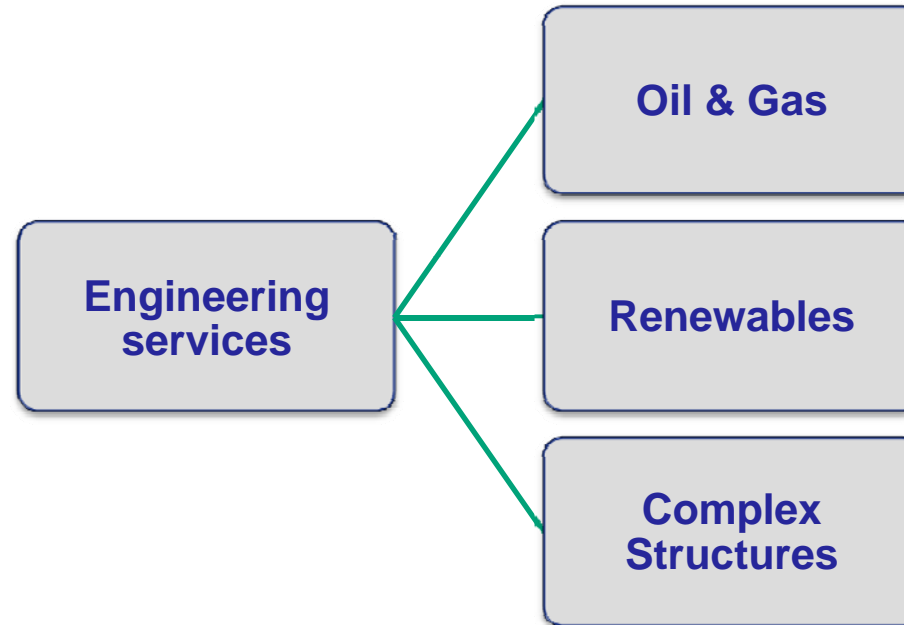 Oil & Gas
Engineering
services
Renewables
Complex
Structures